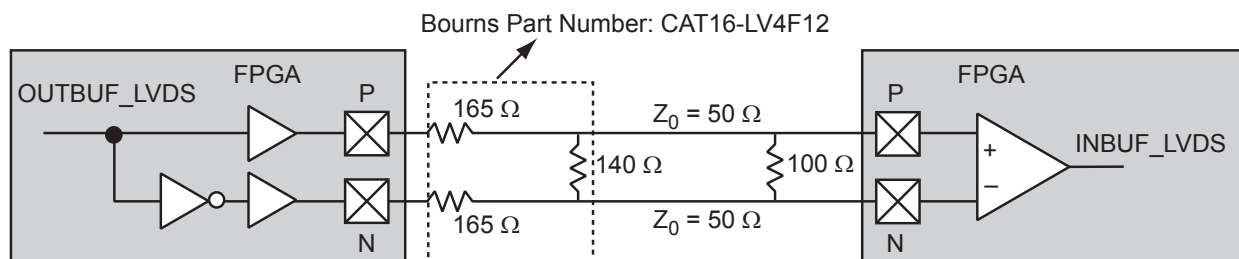 Bourns Part Number: CAT16-LV4F12
FPGA
OUTBUF_LVDS
P
165 Ω
Z0 = 50 Ω
140 Ω
100 Ω
165 Ω
N
Z0 = 50 Ω
FPGA
P
+
–
INBUF_LVDS
N